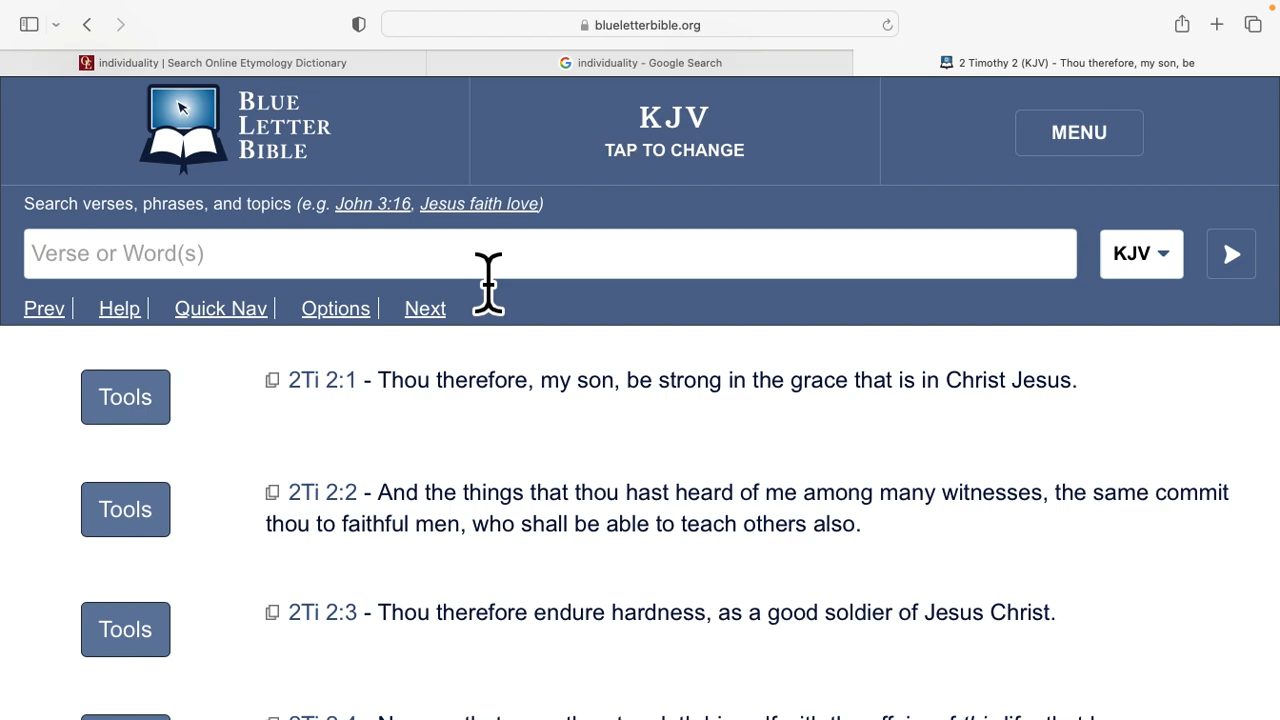 blueletterbible.org
individuality | Search Online Etymology Dictionary
individuality - Google Search
2 Timothy 2 (KJV) - Thou therefore, my son, be
BLUE
LETTER
BIBLE
KJV
TAP TO CHANGE
MENU
Search verses, phrases, and topics (e.g. John 3:16, Jesus faith love)
Verse or Word(s)
KJV
Prev | Help | Quick Nav | Options | Next
Tools
2Ti 2:1 - Thou therefore, my son, be strong in the grace that is in Christ Jesus.
Tools
2Ti 2:2 - And the things that thou hast heard of me among many witnesses, the same commit
thou to faithful men, who shall be able to teach others also.
Tools
2Ti 2:3 - Thou therefore endure hardness, as a good soldier of Jesus Christ.